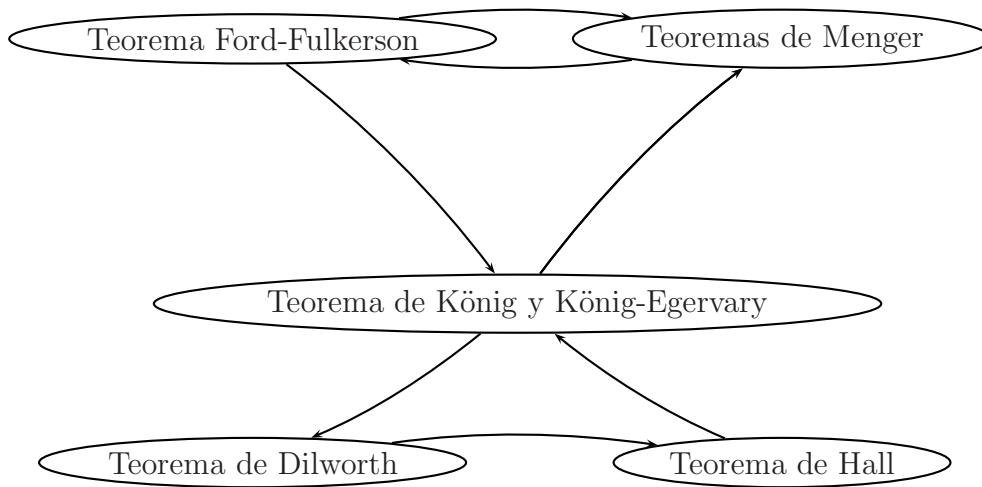 Teorema Ford-Fulkerson
Teoremas de Menger
Teorema de König y König-Egervary
Teorema de Dilworth
Teorema de Hall